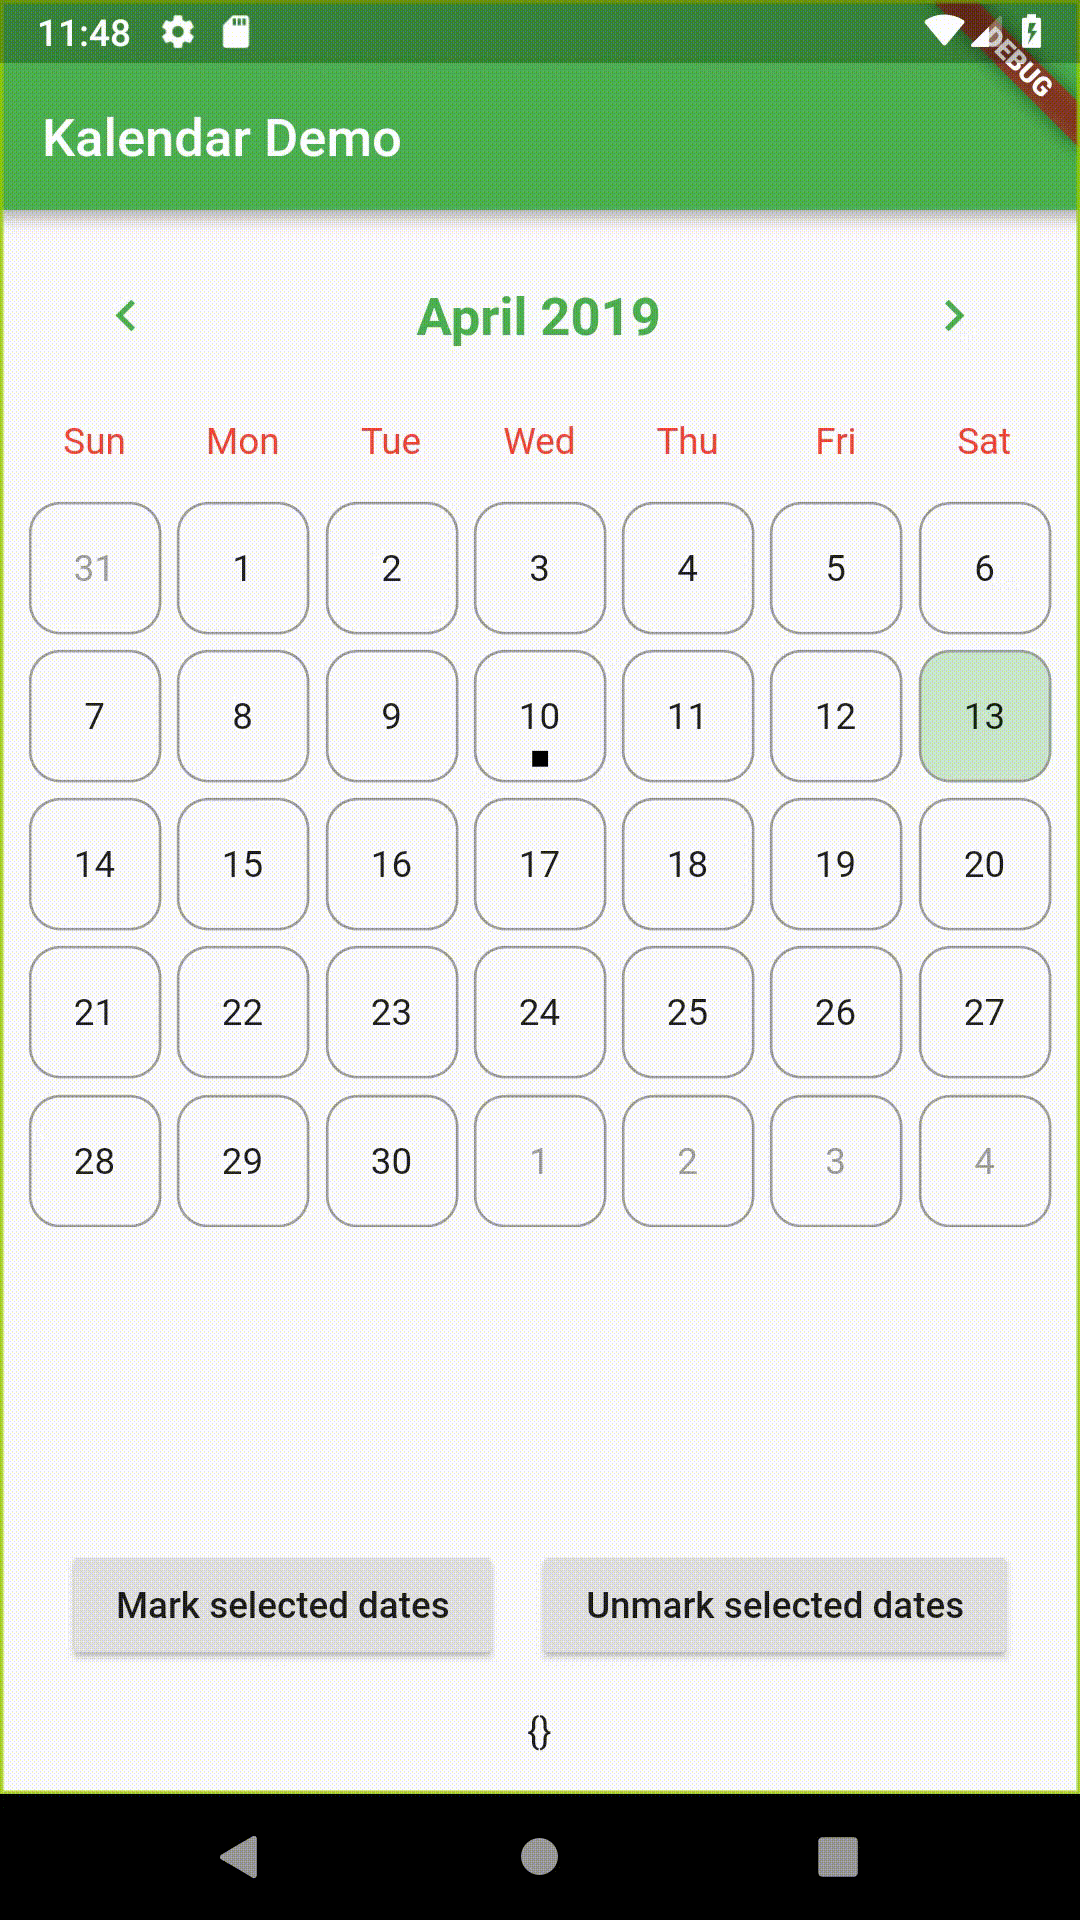 11:48
DEBUG
Kalendar Demo
April 2019
Sun Mon Tue Wed Thu Fri Sat
31 1 2 3 4 5 6
7 8 9 10 11 12 13
14 15 16 17 18 19 20
21 22 23 24 25 26 27
28 29 30 1 2 3 4
Mark selected dates Unmark selected dates
{}